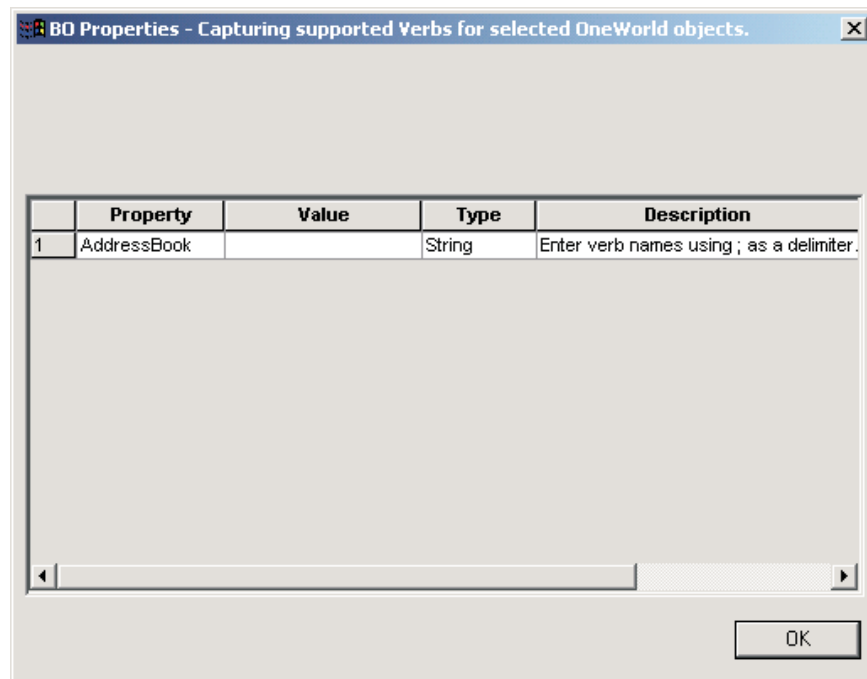 BO Properties - Capturing supported Verbs for selected OneWorld objects.
Property Value Type Description
1 AddressBook String Enter verb names using ; as a delimiter.
OK